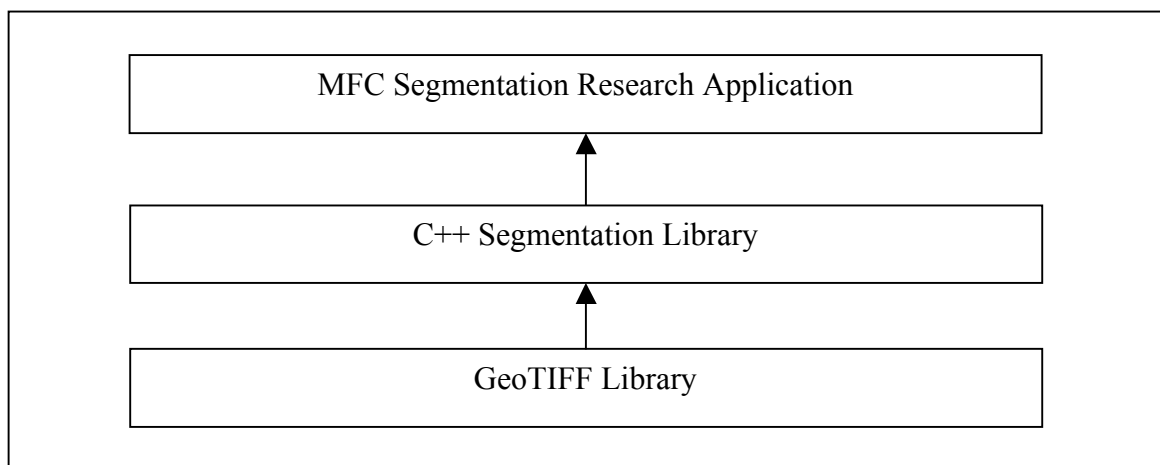 MFC Segmentation Research Application
C++ Segmentation Library
GeoTIFF Library